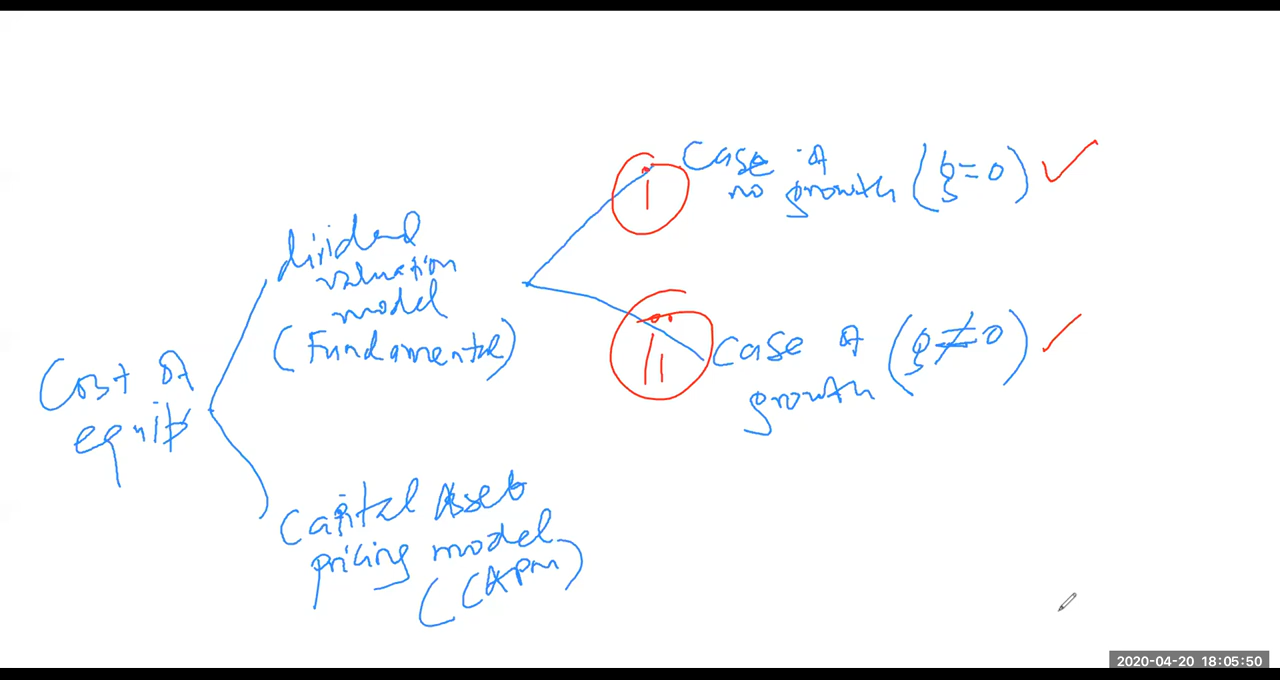 Cost of
equity
dividend
valuation
model
(Fundamental)
Capital Asset
pricing model
(CAPM)
i
Case of
no growth (g=0) ✓
ii
Case of (g≠0) ✓
growth
2020-04-20 18:05:50